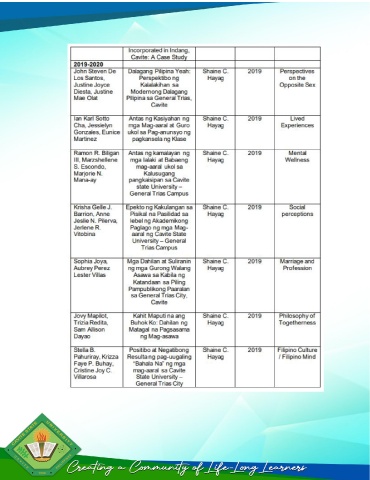 Incorporated in Indang,
Cavite: A Case Study
2019-2020
John Steven De
Los Santos,
Justine Joyce
Diesta, Justine
Mae Olat
Dalagang Pilipina Yeah:
Perspektibo ng
Kalalakihan sa
Modernong Dalagang
Pilipina sa General Trias,
Cavite
Shaine C.
Hayag
2019
Perspectives
on the
Opposite Sex
Ian Karl Sotto
Cha, Jesselyn
Gonzales, Eunice
Martinez
Antas ng Kasiyahan ng
mga Mag-aaral at Guro
ukol sa Pag-anunsyo ng
pagkansela ng Klase
Shaine C.
Hayag
2019
Lived
Experiences
Ramon R. Biligan
III, Marzshellene
S. Escondo,
Marjorie N.
Mana-ay
Antas ng kamalayan ng
mga lalaki at Babaeng
mag-aaral ukol sa
Kalusugang
pangkaisipan sa Cavite
state University –
General Trias Campus
Shaine C.
Hayag
2019
Mental
Wellness
Krisha Gelle J.
Barrion, Anne
Jesile N. Pilerva,
Jerlene R.
Vitobina
Epekto ng Kakulangan sa
Pisikal na Pasilidad sa
lebel ng Akademikong
Paglago ng mga Mag-
aaral ng Cavite State
University – General
Trias Campus
Shaine C.
Hayag
2019
Social
perceptions
Sophia Joya,
Aubrey Perez
Lester Villas
Mga Dahilan at Suliranin
ng mga Gurong Walang
Asawa sa Kabila ng
Katandaan sa Piling
Pampublikong Paaralan
sa General Trias City,
Cavite
Shaine C.
Hayag
2019
Marriage and
Profession
Jovy Mapilot,
Trizia Redita,
Sam Allison
Dayao
Kahit Maputi na ang
Buhok Ko: Dahilan ng
Matagal na Pagsasama
ng Mag-asawa
Shaine C.
Hayag
2019
Philosophy of
Togetherness
Stella B.
Pahuriray, Krizza
Faye P. Buhay,
Cristine Joy C.
Villarosa
Positibo at Negatibong
Resulta ng pag-uugaling
"Bahala Na" ng mga
mag-aaral sa Cavite
State University –
General Trias City
Shaine C.
Hayag
2019
Filipino Culture
/ Filipino Mind
Creating a Community of Life-Long Learners